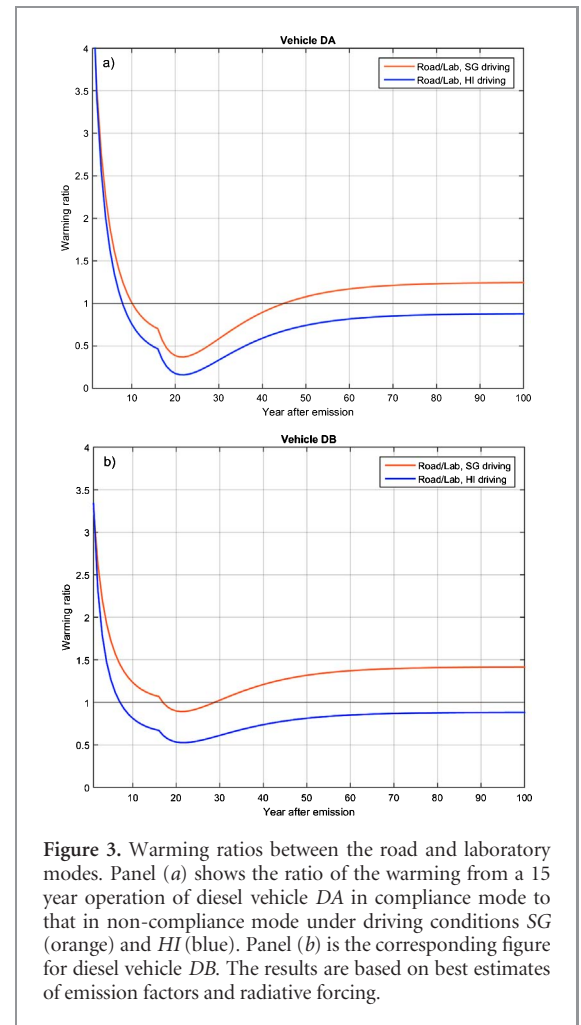 Vehicle DA
a)
Road/Lab, SG driving
Road/Lab, HI driving
4
3.5
3
2.5
2
1.5
1
0.5
0
Warming ratio
10 20 30 40 50 60 70 80 90 100
Year after emission
Vehicle DB
b)
Road/Lab, SG driving
Road/Lab, HI driving
4
3.5
3
2.5
2
1.5
1
0.5
0
Warming ratio
10 20 30 40 50 60 70 80 90 100
Year after emission
Figure 3. Warming ratios between the road and laboratory
modes. Panel (a) shows the ratio of the warming from a 15
year operation of diesel vehicle DA in compliance mode to
that in non-compliance mode under driving conditions SG
(orange) and HI (blue). Panel (b) is the corresponding figure
for diesel vehicle DB. The results are based on best estimates
of emission factors and radiative forcing.